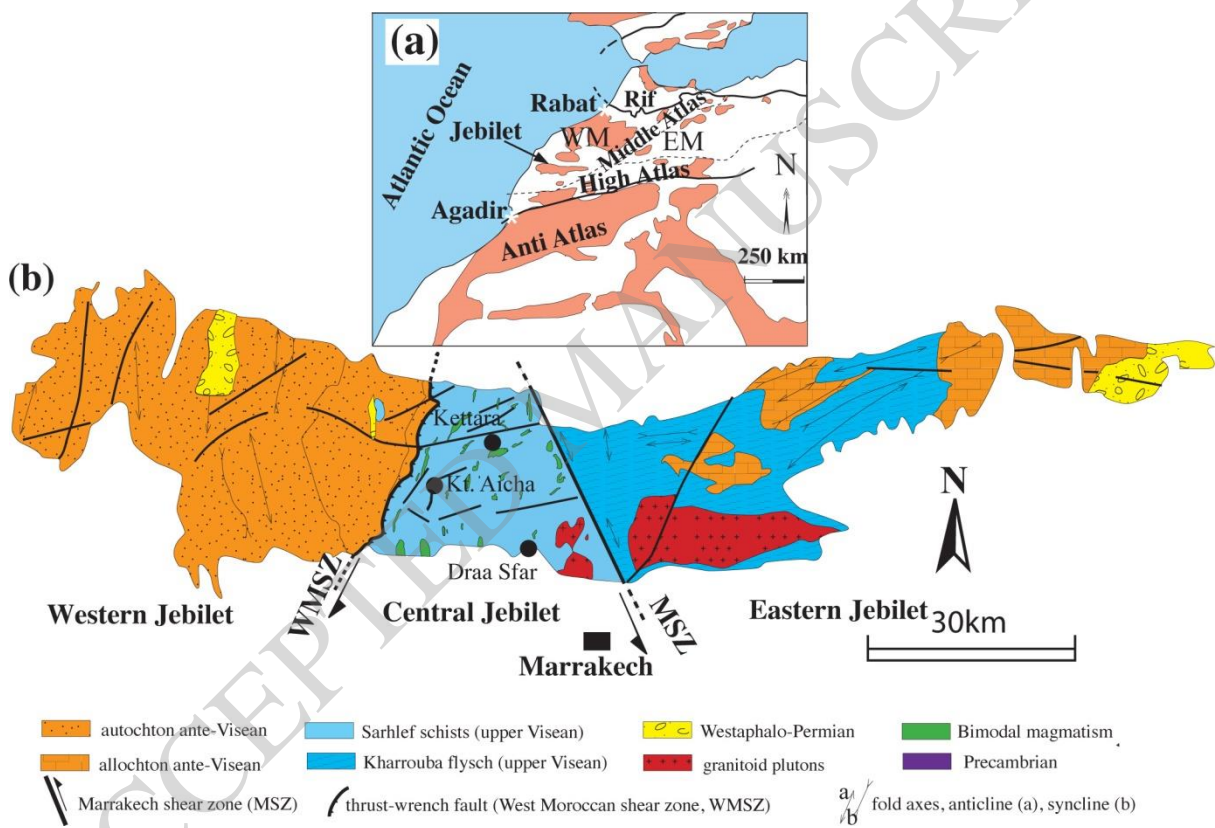 (a)
Atlantic Ocean
Rabat
Rif
Jebilet
WM
Middle Atlas
EM
N
High Atlas
Agadir
Anti Atlas
250 km
(b)
Kettara
Kt. Aicha
Draa Sfar
N
WMSZ
MSZ
Western Jebilet
Central Jebilet
Eastern Jebilet
30km
Marrakech
autochton ante-Visean
Sarhlef schists (upper Visean)
Westaphalo-Permian
Bimodal magmatism
allochton ante-Visean
Kharrouba flysch (upper Visean)
granitoid plutons
Precambrian
Marrakech shear zone (MSZ)
thrust-wrench fault (West Moroccan shear zone, WMSZ)
a
b
fold axes, anticline (a), syncline (b)
CCEPTED MANUSCRI